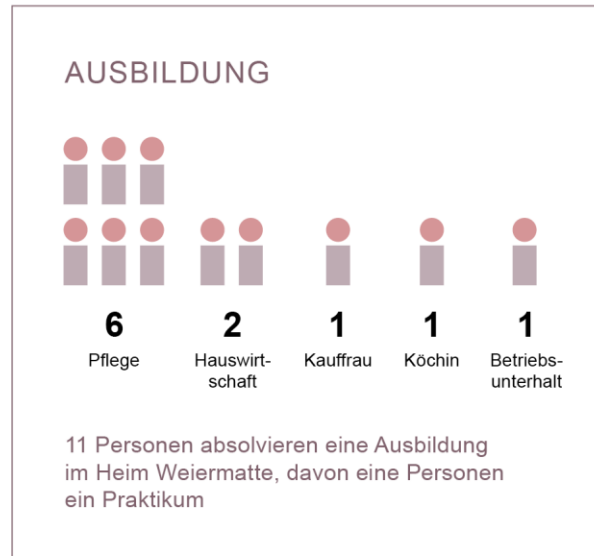 AUSBILDUNG
6 2 1 1 1
Pflege Hauswirt- Kauffrau Köchin Betriebs-
schaft unterhalt
11 Personen absolvieren eine Ausbildung
im Heim Weiermatte, davon eine Personen
ein Praktikum